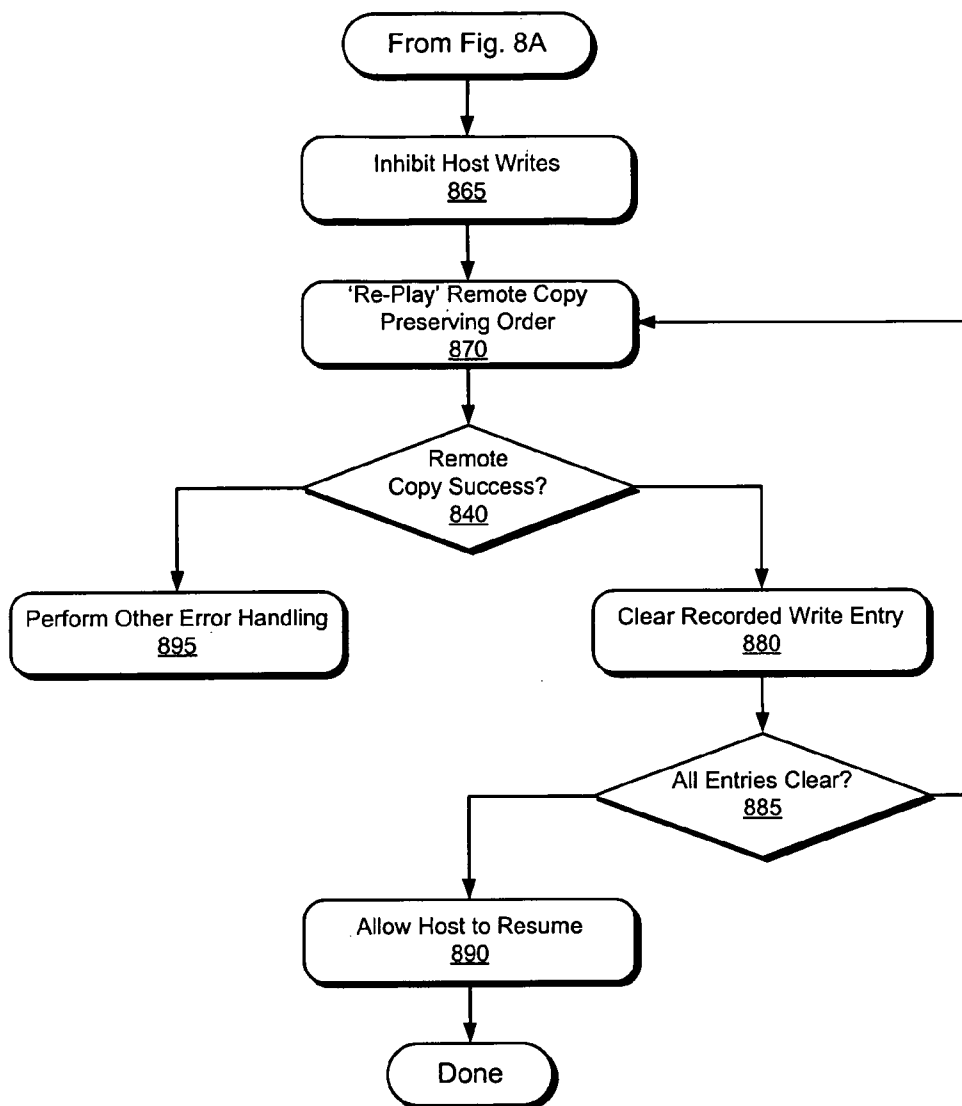 From Fig. 8A
Inhibit Host Writes
865
‘Re-Play’ Remote Copy
Preserving Order
870
Remote
Copy Success?
840
Perform Other Error Handling
895
Clear Recorded Write Entry
880
All Entries Clear?
885
Allow Host to Resume
890
Done